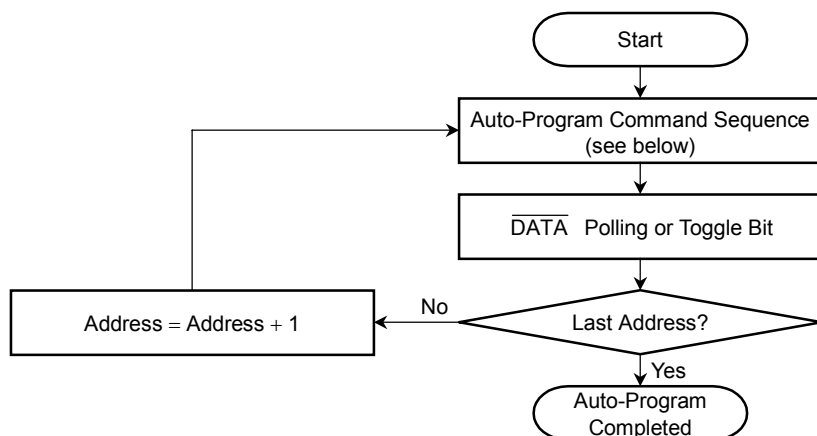 Start
Auto-Program Command Sequence
(see below)
DATA Polling or Toggle Bit
Address = Address + 1
No
Last Address?
Yes
Auto-Program
Completed